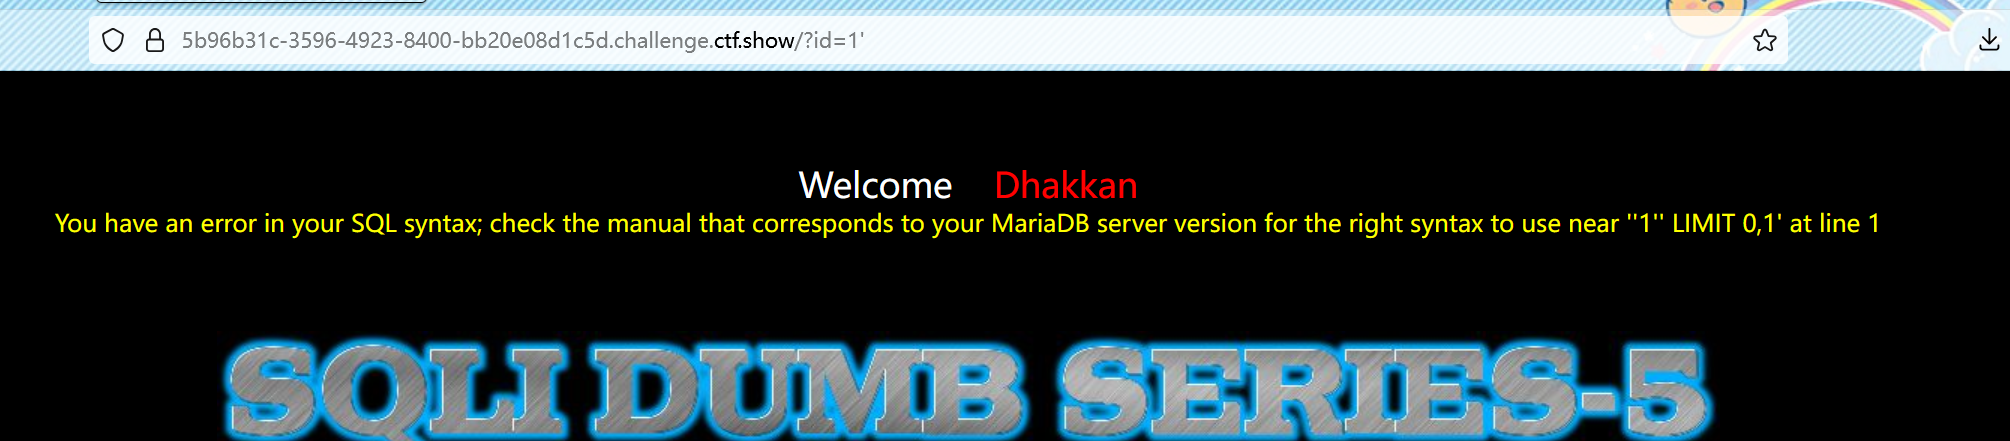 5b96b31c-3596-4923-8400-bb20e08d1c5d.challenge.ctf.show/?id=1'
Welcome Dhakkan
You have an error in your SQL syntax; check the manual that corresponds to your MariaDB server version for the right syntax to use near ''1'' LIMIT 0,1' at line 1
SQLI DUMB SERIES-5